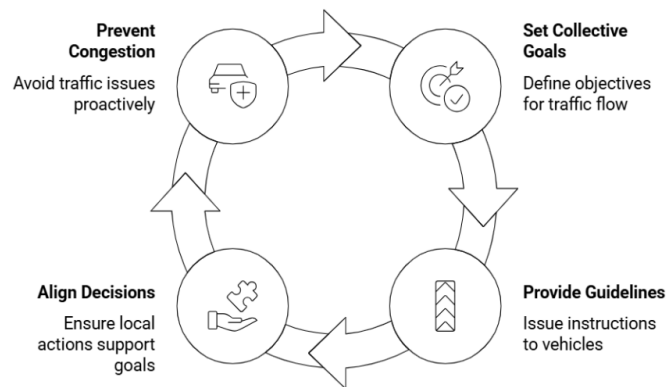 Prevent
Congestion
Avoid traffic issues
proactively
Set Collective
Goals
Define objectives
for traffic flow
Align Decisions
Ensure local
actions support
goals
Provide Guidelines
Issue instructions
to vehicles